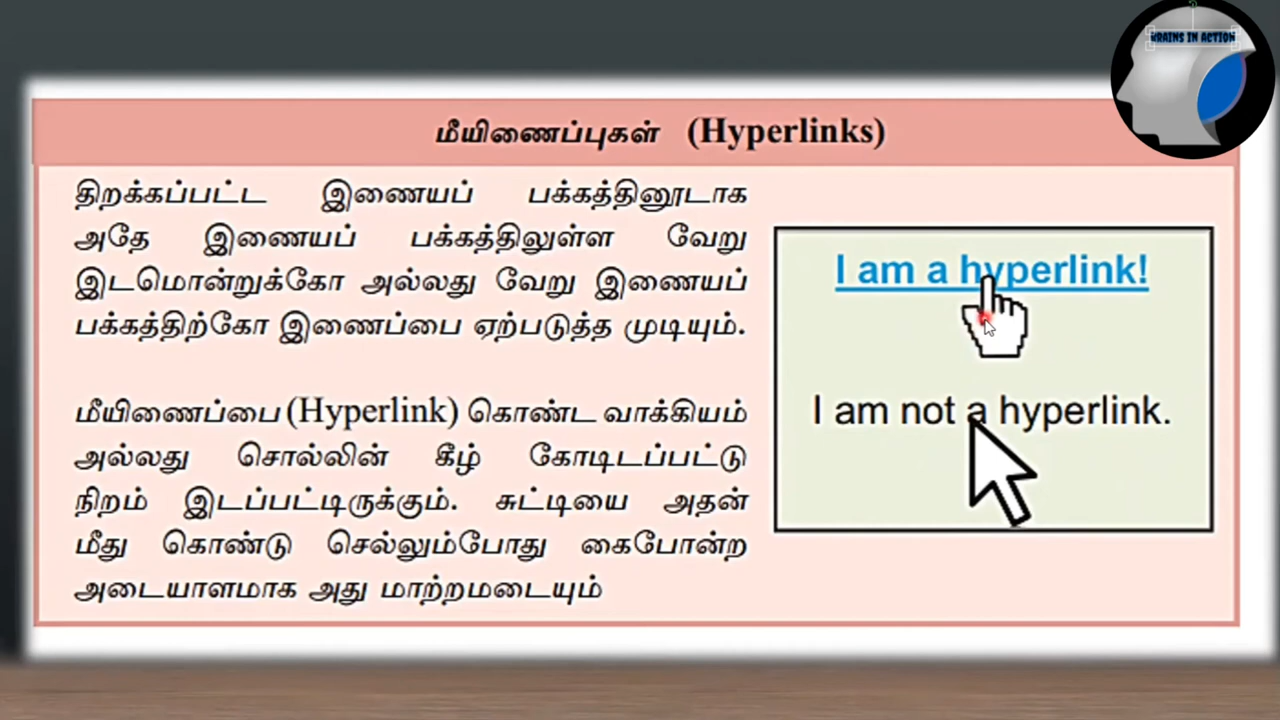 BRAINS IN ACTION
மீயிணைப்புகள் (Hyperlinks)
திறக்கப்பட்ட இணையப் பக்கத்தினூடாக
அதே இணையப் பக்கத்திலுள்ள வேறு
இடமொன்றுக்கோ அல்லது வேறு இணையப்
பக்கத்திற்கோ இணைப்பை ஏற்படுத்த முடியும்.
மீயிணைப்பை (Hyperlink) கொண்ட வாக்கியம்
அல்லது சொல்லின் கீழ் கோடிடப்பட்டு
நிறம் இடப்பட்டிருக்கும். சுட்டியை அதன்
மீது கொண்டு செல்லும்போது கைபோன்ற
அடையாளமாக அது மாற்றமடையும்
I am a hyperlink!
I am not a hyperlink.